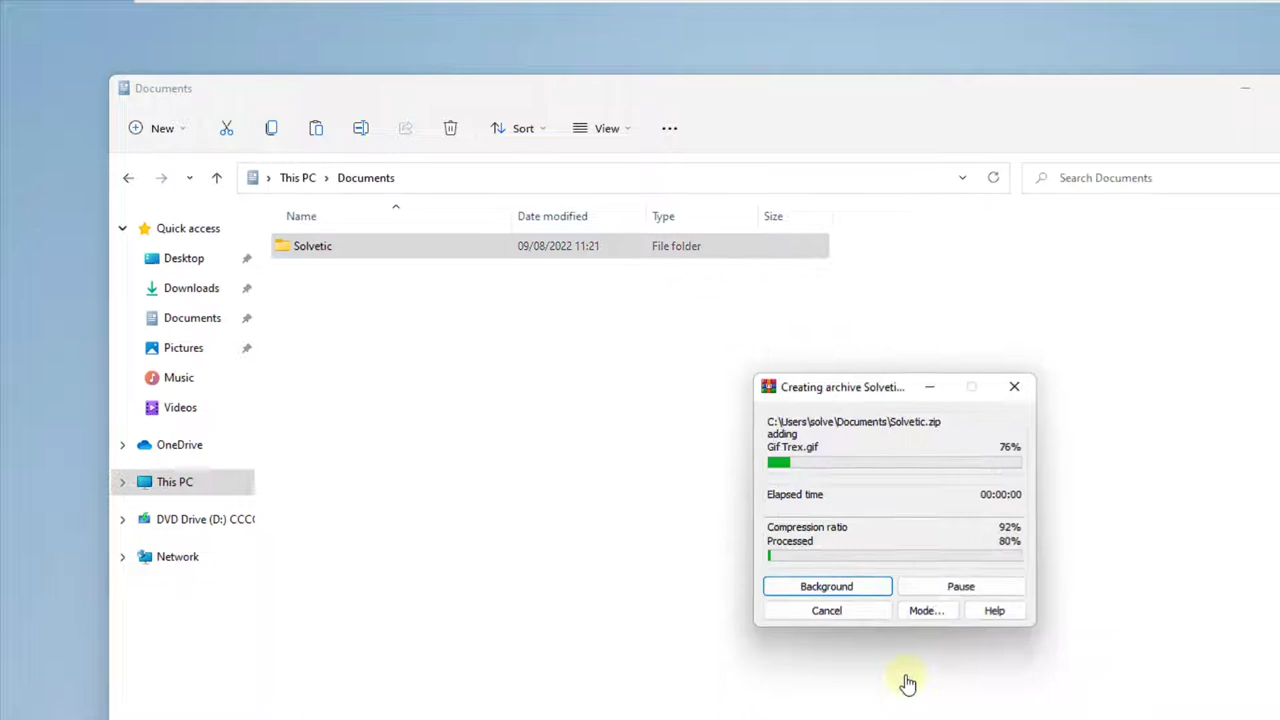 Documents
New
Sort
View
This PC
Documents
Search Documents
Name
Date modified
Type
Size
Quick access
Solvetic
09/08/2022 11:21
File folder
Desktop
Downloads
Documents
Pictures
Music
Videos
OneDrive
This PC
DVD Drive (D:) CCCC
Network
Creating archive Solveti...
C:\Users\solve\Documents\Solvetic.zip
adding
Gif Trex.gif 76%
Elapsed time 00:00:00
Compression ratio 92%
Processed 80%
Background
Pause
Cancel
Mode...
Help